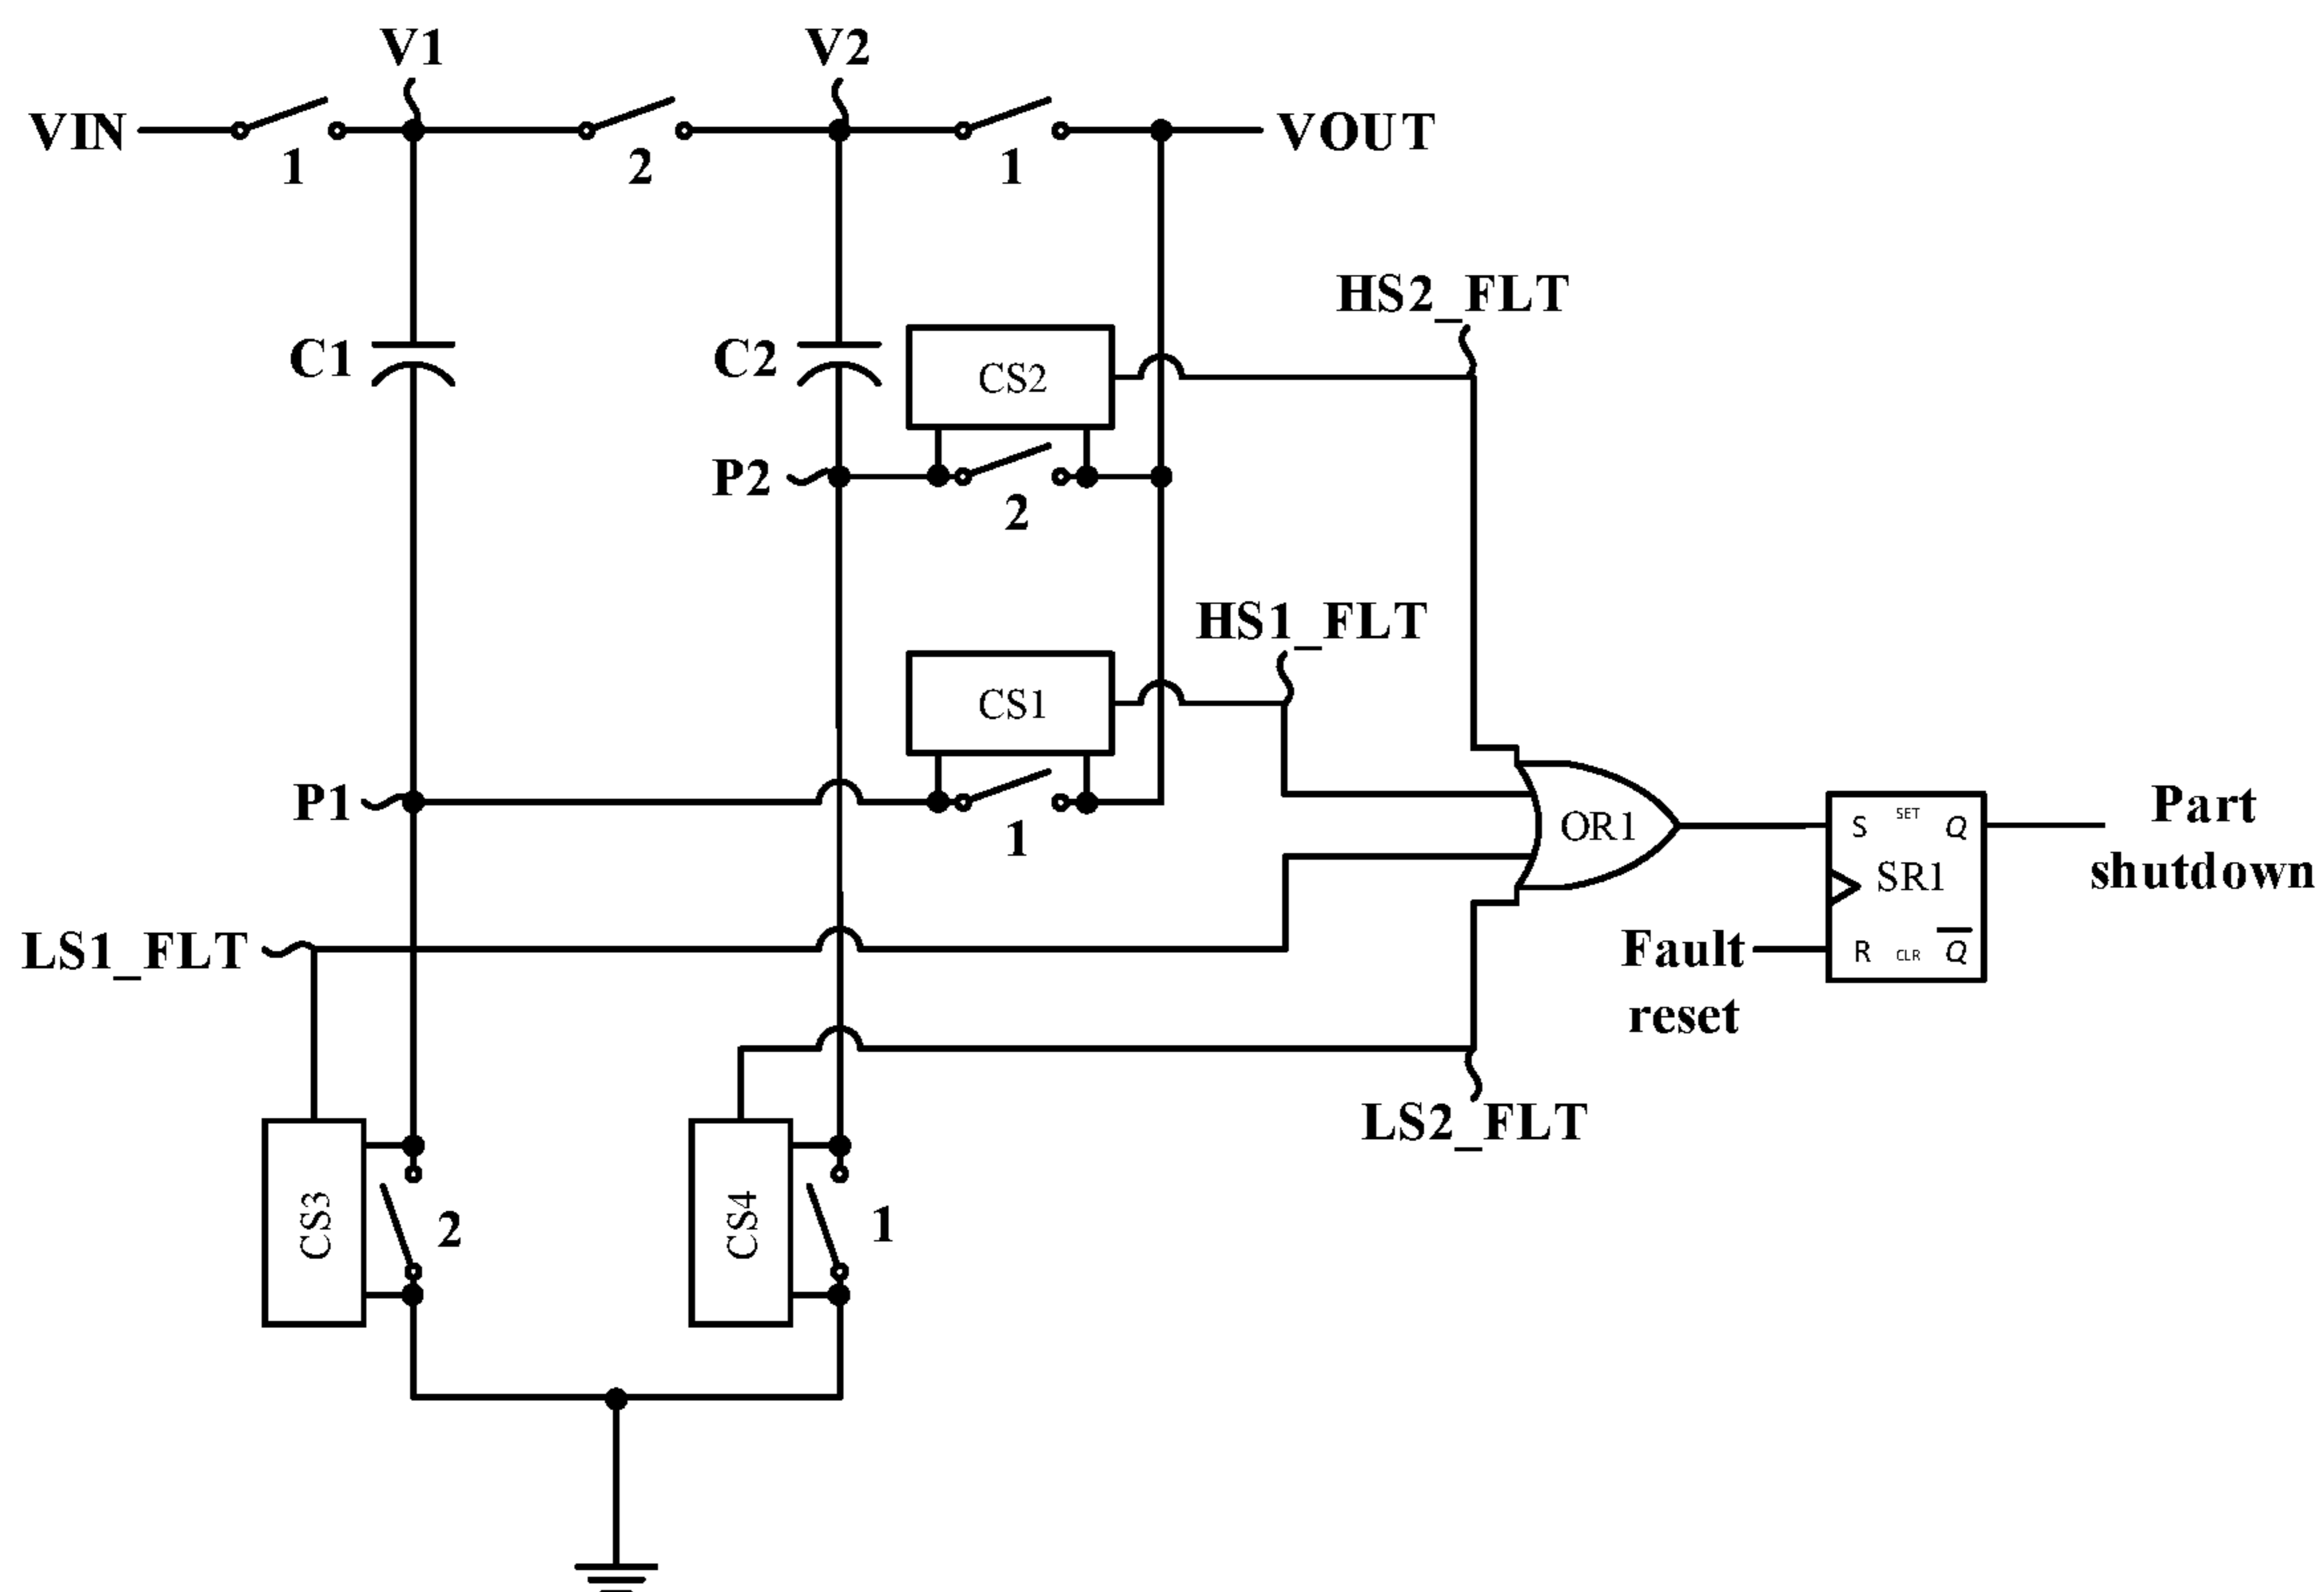 V1
V2
VIN
VOUT
1
2
1
HS2_FLT
C1
C2
CS2
P2
2
HS1_FLT
CS1
P1
1
OR1
Part
shutdown
S
SET
Q
SR1
R
CLR
Q
LS1_FLT
Fault
reset
LS2_FLT
CS3
2
CS4
1